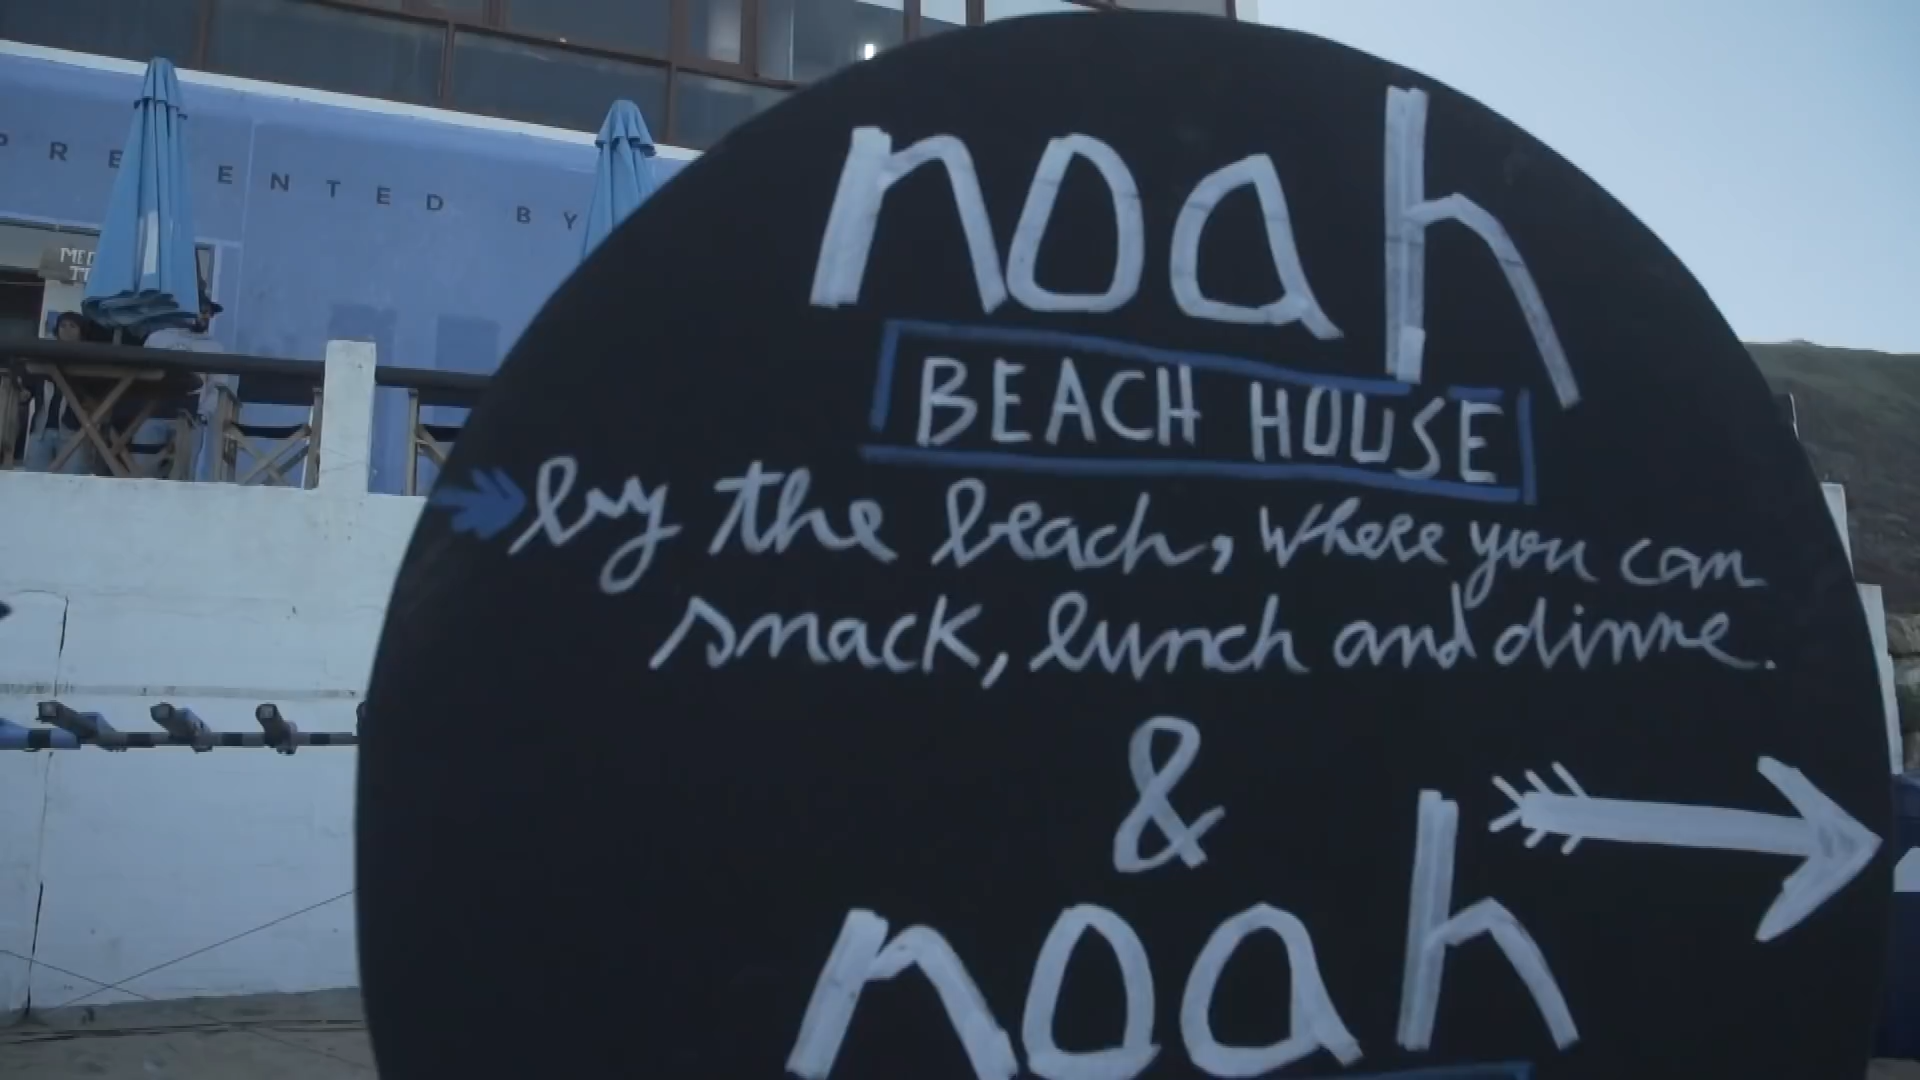 PRESENTED BY
noah
BEACH HOUSE
by the beach, where you can
snack, lunch and dinne.
&
noah